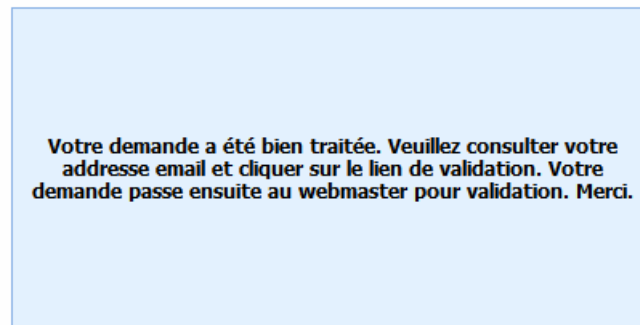 Votre demande a été bien traitée. Veuillez consulter votre
addresse email et cliquer sur le lien de validation. Votre
demande passe ensuite au webmaster pour validation. Merci.